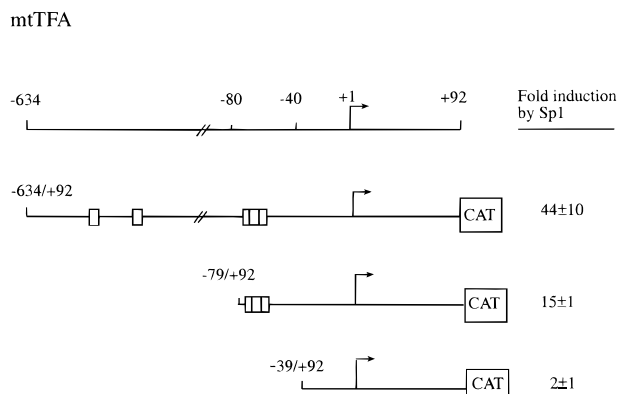 mtTFA
-634 -80 -40 +1 +92 Fold induction
by Sp1
-634/+92
CAT 44±10
-79/+92
CAT 15±1
-39/+92
CAT 2±1